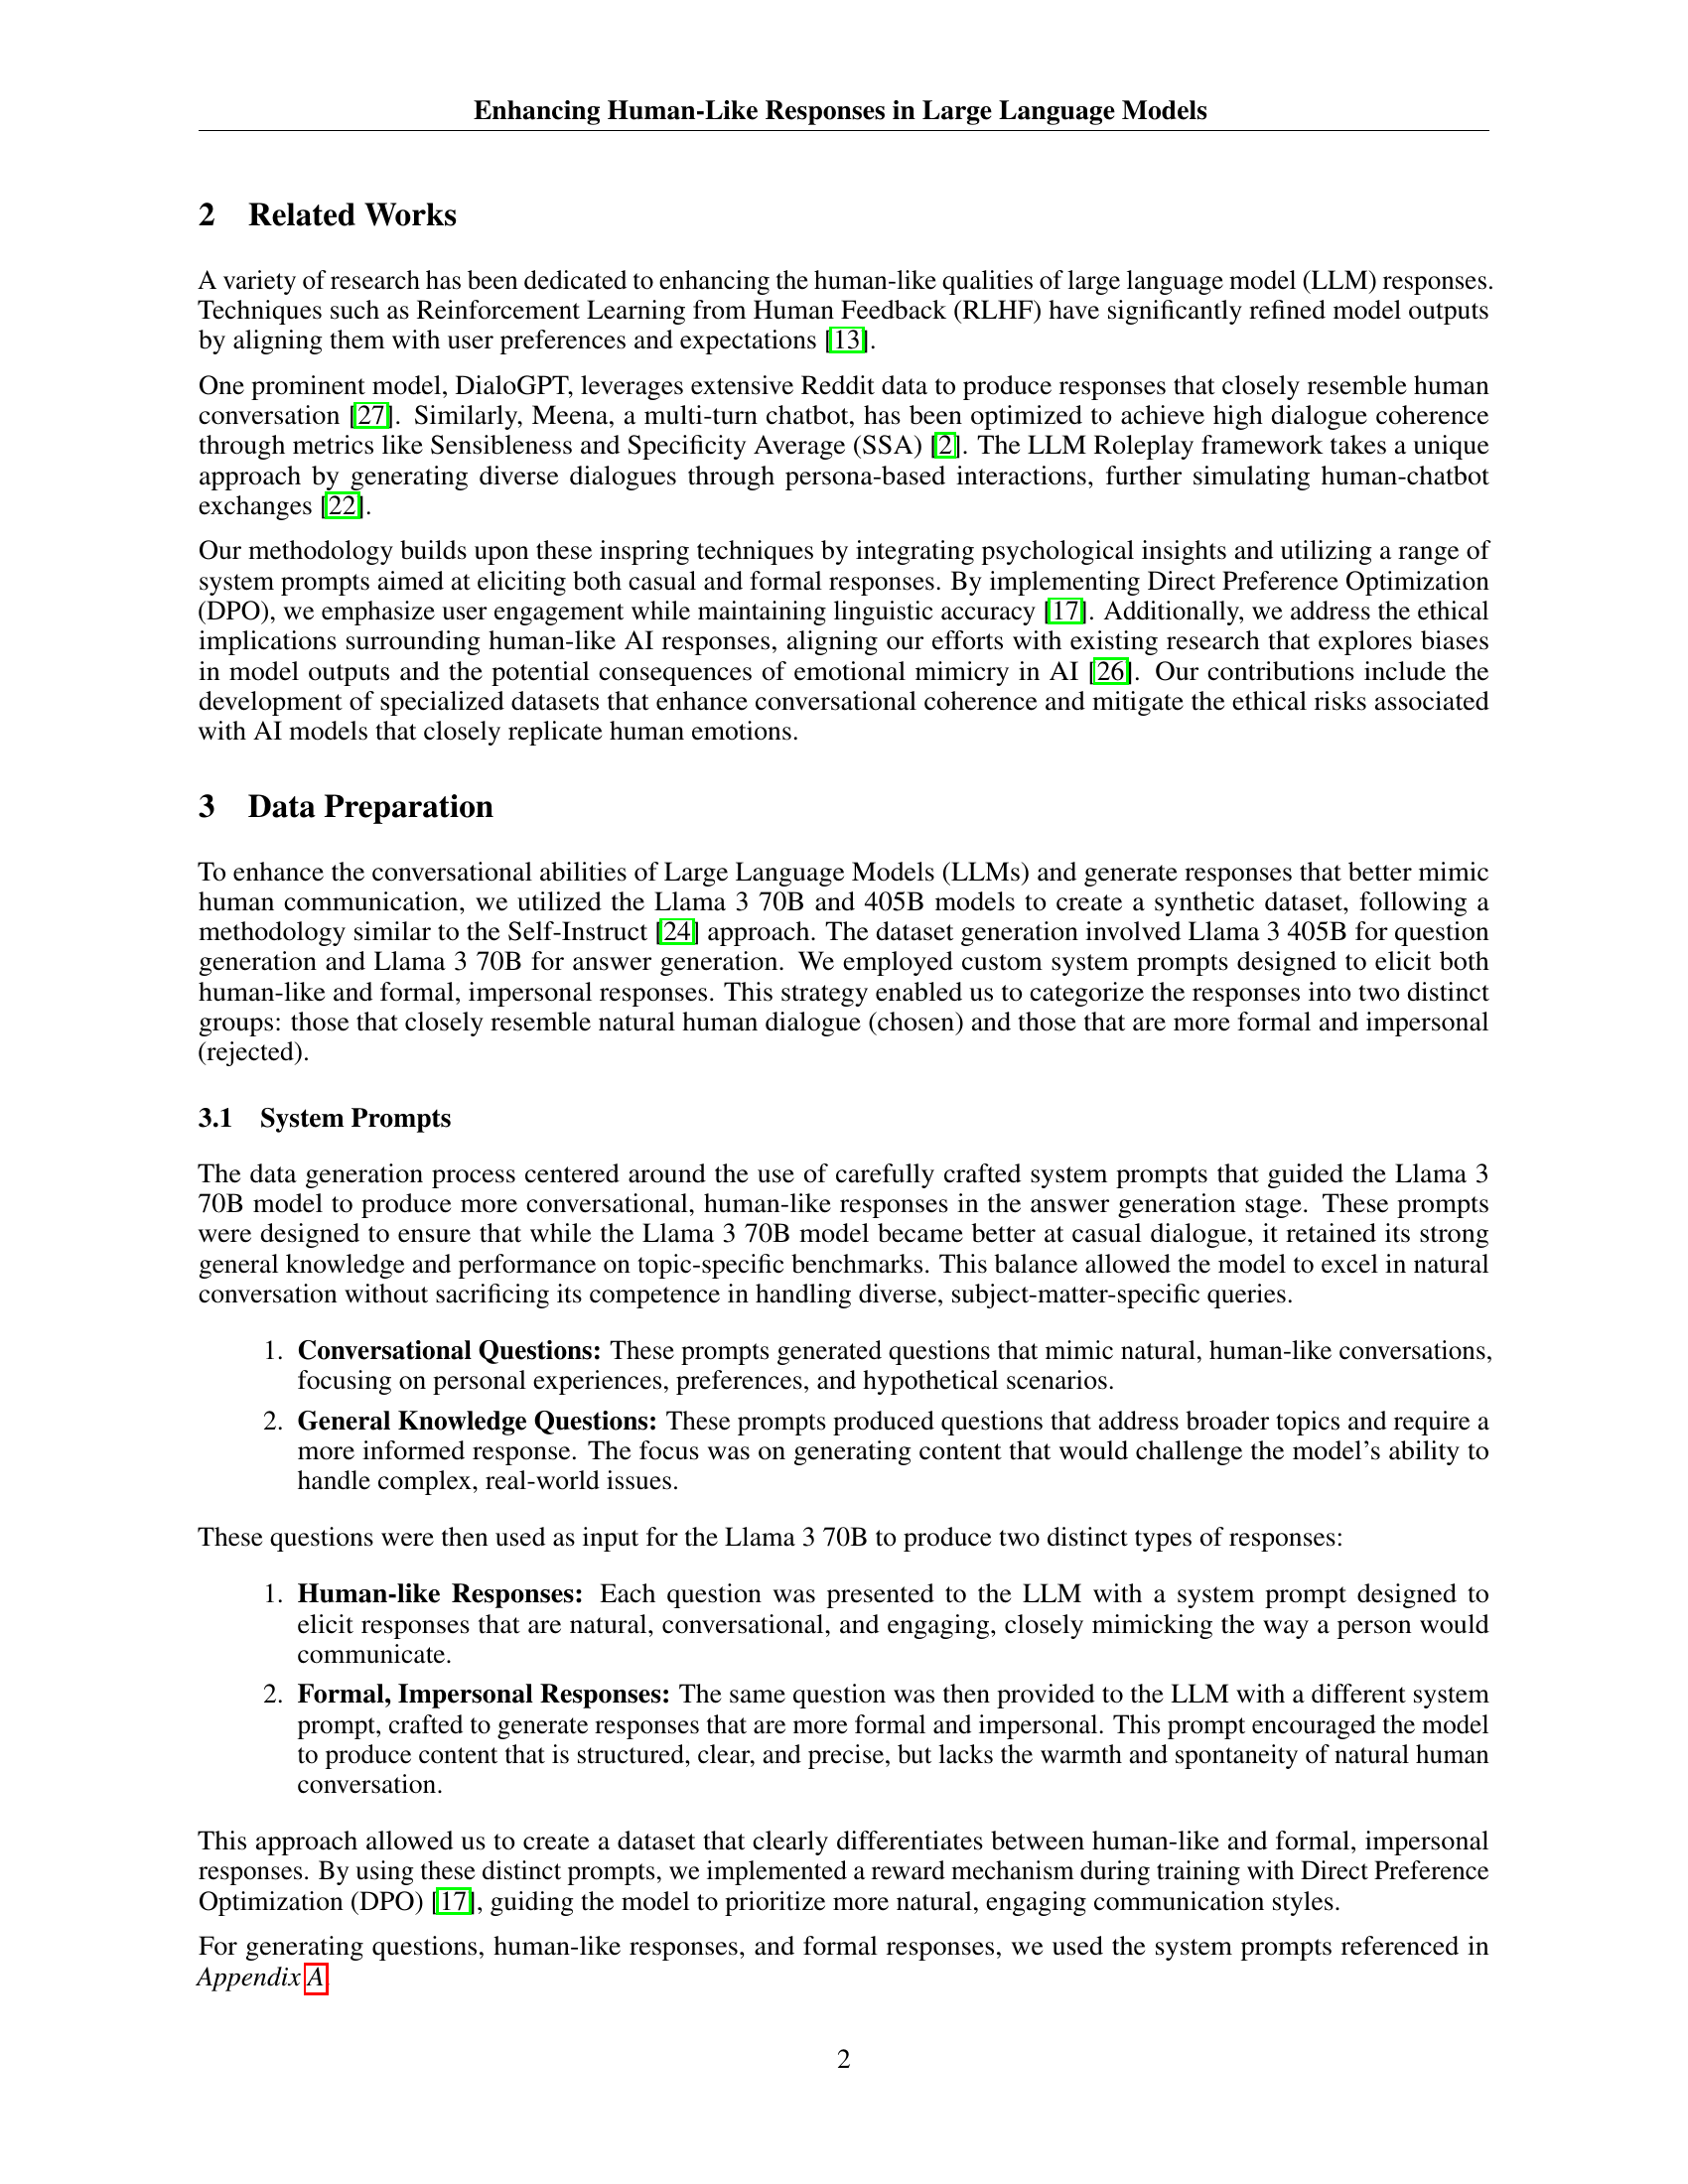 Enhancing Human-Like Responses in Large Language Models
2 Related Works
A variety of research has been dedicated to enhancing the human-like qualities of large language model (LLM) responses.
Techniques such as Reinforcement Learning from Human Feedback (RLHF) have significantly refined model outputs
by aligning them with user preferences and expectations [13].
One prominent model, DialoGPT, leverages extensive Reddit data to produce responses that closely resemble human
conversation [27]. Similarly, Meena, a multi-turn chatbot, has been optimized to achieve high dialogue coherence
through metrics like Sensibleness and Specificity Average (SSA) [2]. The LLM Roleplay framework takes a unique
approach by generating diverse dialogues through persona-based interactions, further simulating human-chatbot
exchanges [22].
Our methodology builds upon these inspring techniques by integrating psychological insights and utilizing a range of
system prompts aimed at eliciting both casual and formal responses. By implementing Direct Preference Optimization
(DPO), we emphasize user engagement while maintaining linguistic accuracy [17]. Additionally, we address the ethical
implications surrounding human-like AI responses, aligning our efforts with existing research that explores biases
in model outputs and the potential consequences of emotional mimicry in AI [26]. Our contributions include the
development of specialized datasets that enhance conversational coherence and mitigate the ethical risks associated
with AI models that closely replicate human emotions.
3 Data Preparation
To enhance the conversational abilities of Large Language Models (LLMs) and generate responses that better mimic
human communication, we utilized the Llama 3 70B and 405B models to create a synthetic dataset, following a
methodology similar to the Self-Instruct [24] approach. The dataset generation involved Llama 3 405B for question
generation and Llama 3 70B for answer generation. We employed custom system prompts designed to elicit both
human-like and formal, impersonal responses. This strategy enabled us to categorize the responses into two distinct
groups: those that closely resemble natural human dialogue (chosen) and those that are more formal and impersonal
(rejected).
3.1 System Prompts
The data generation process centered around the use of carefully crafted system prompts that guided the Llama 3
70B model to produce more conversational, human-like responses in the answer generation stage. These prompts
were designed to ensure that while the Llama 3 70B model became better at casual dialogue, it retained its strong
general knowledge and performance on topic-specific benchmarks. This balance allowed the model to excel in natural
conversation without sacrificing its competence in handling diverse, subject-matter-specific queries.
1. Conversational Questions: These prompts generated questions that mimic natural, human-like conversations,
focusing on personal experiences, preferences, and hypothetical scenarios.
2. General Knowledge Questions: These prompts produced questions that address broader topics and require a
more informed response. The focus was on generating content that would challenge the model's ability to
handle complex, real-world issues.
These questions were then used as input for the Llama 3 70B to produce two distinct types of responses:
1. Human-like Responses: Each question was presented to the LLM with a system prompt designed to
elicit responses that are natural, conversational, and engaging, closely mimicking the way a person would
communicate.
2. Formal, Impersonal Responses: The same question was then provided to the LLM with a different system
prompt, crafted to generate responses that are more formal and impersonal. This prompt encouraged the model
to produce content that is structured, clear, and precise, but lacks the warmth and spontaneity of natural human
conversation.
This approach allowed us to create a dataset that clearly differentiates between human-like and formal, impersonal
responses. By using these distinct prompts, we implemented a reward mechanism during training with Direct Preference
Optimization (DPO) [17], guiding the model to prioritize more natural, engaging communication styles.
For generating questions, human-like responses, and formal responses, we used the system prompts referenced in
Appendix A
2